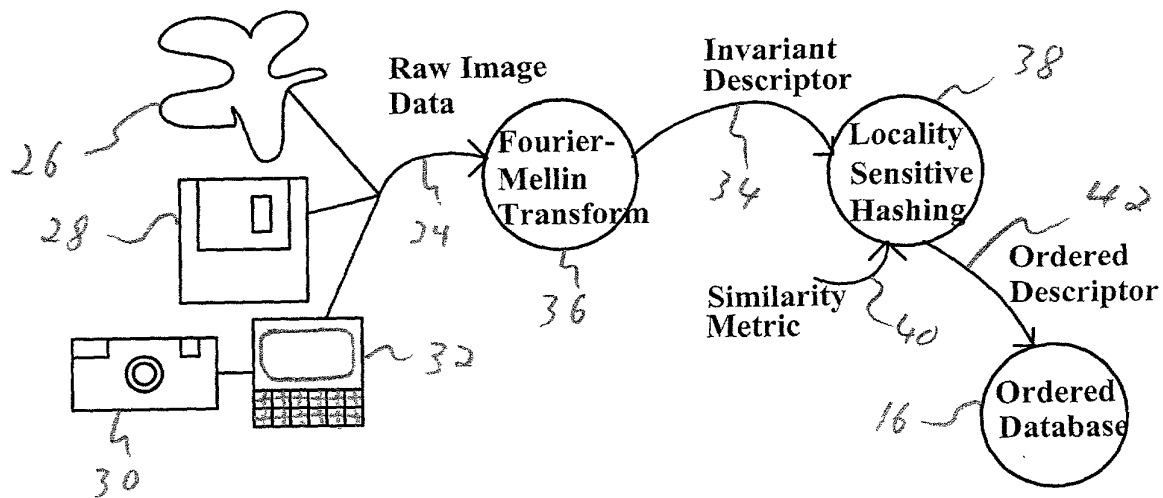 Raw Image
Data
Invariant
Descriptor
38
26
Fourier-
Mellin
Transform
Locality
Sensitive
Hashing
34
42
28
24
36
Similarity
Metric
40
Ordered
Descriptor
32
30
16
Ordered
Database